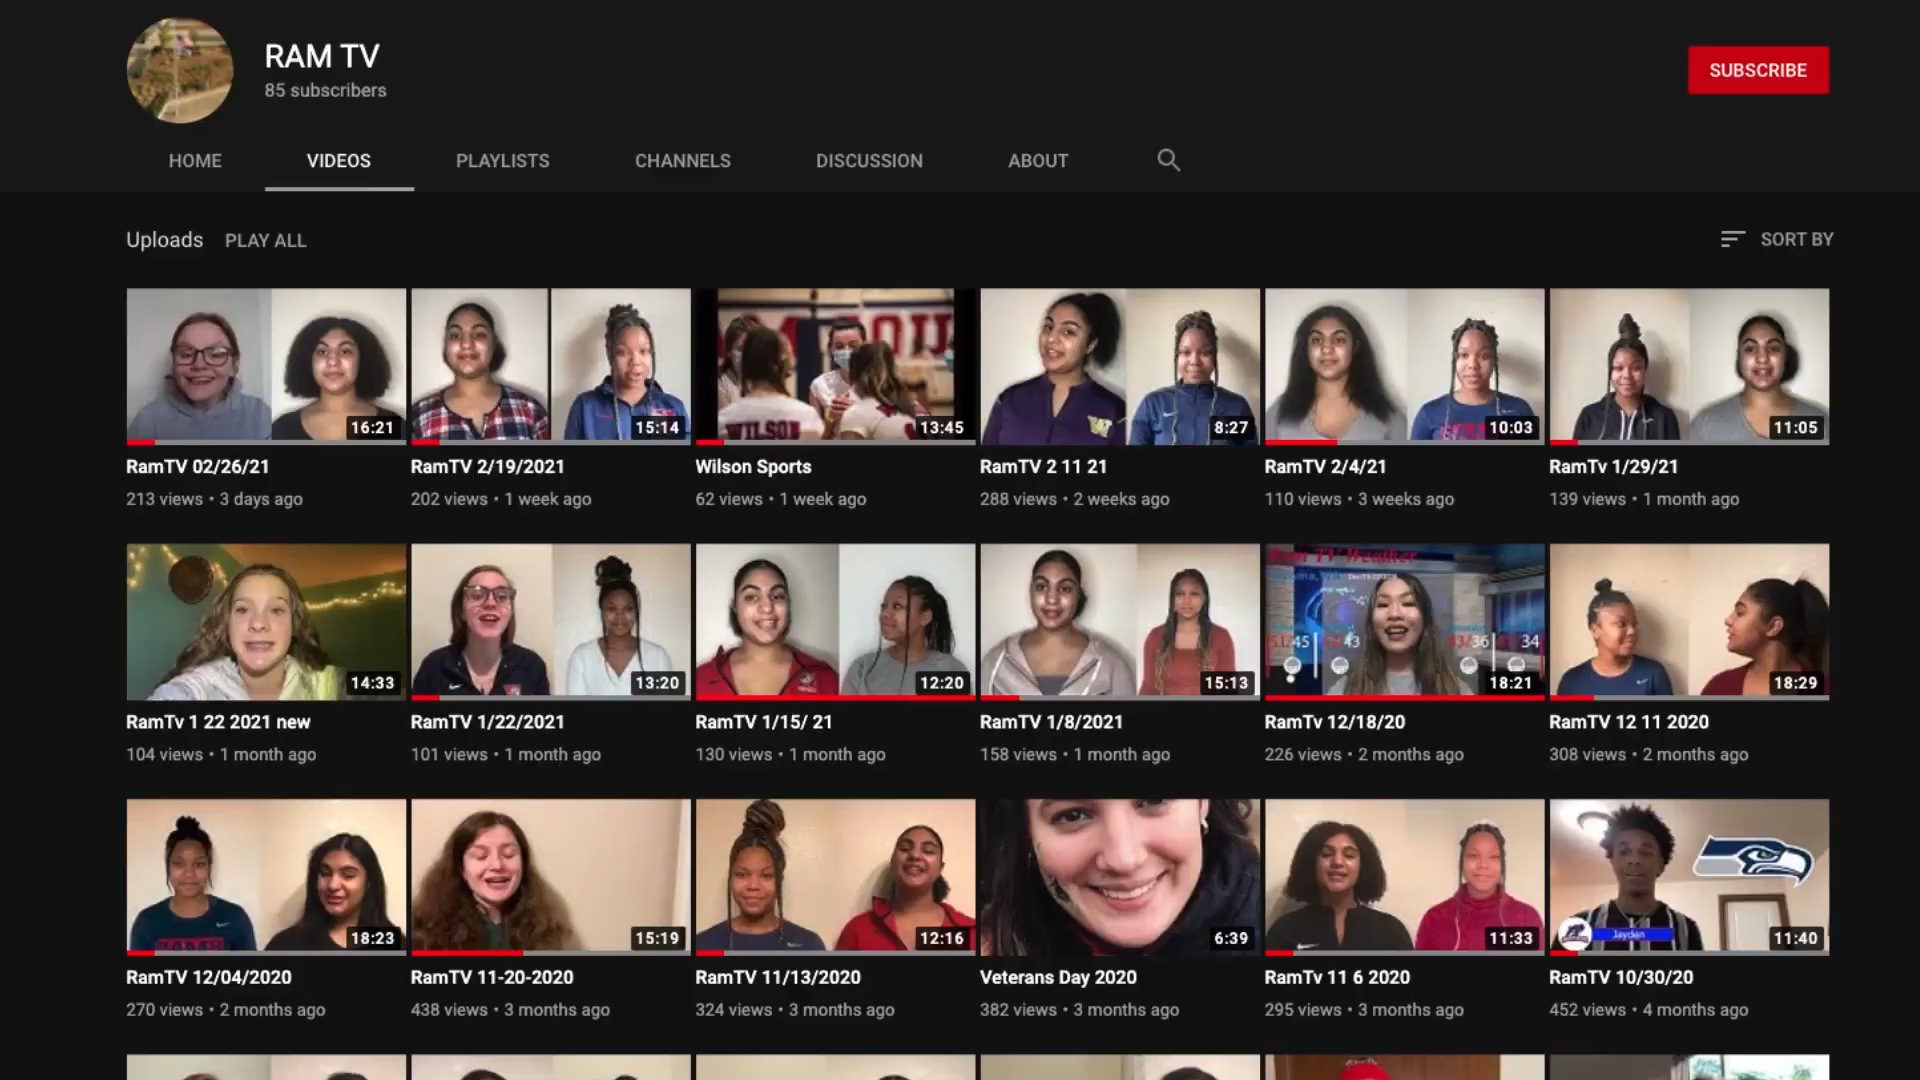 RAM TV
85 subscribers
SUBSCRIBE
HOME VIDEOS PLAYLISTS CHANNELS DISCUSSION ABOUT
Uploads PLAY ALL SORT BY
16:21 15:14 WILSON 13:45 W 8:27 10:03 11:05
RamTV 02/26/21 RamTV 2/19/2021 Wilson Sports RamTV 2 11 21 RamTV 2/4/21 RamTv 1/29/21
213 views • 3 days ago 202 views • 1 week ago 62 views • 1 week ago 288 views • 2 weeks ago 110 views • 3 weeks ago 139 views • 1 month ago
Ram TV Weather
45 43 43/36 34
14:33 13:20 12:20 15:13 18:21 18:29
RamTv 1 22 2021 new RamTV 1/22/2021 RamTV 1/15/ 21 RamTV 1/8/2021 RamTv 12/18/20 RamTV 12 11 2020
104 views • 1 month ago 101 views • 1 month ago 130 views • 1 month ago 158 views • 1 month ago 226 views • 2 months ago 308 views • 2 months ago
Jayden
18:23 15:19 12:16 6:39 11:33 11:40
RamTV 12/04/2020 RamTV 11-20-2020 RamTV 11/13/2020 Veterans Day 2020 RamTv 11 6 2020 RamTV 10/30/20
270 views • 2 months ago 438 views • 3 months ago 324 views • 3 months ago 382 views • 3 months ago 295 views • 3 months ago 452 views • 4 months ago